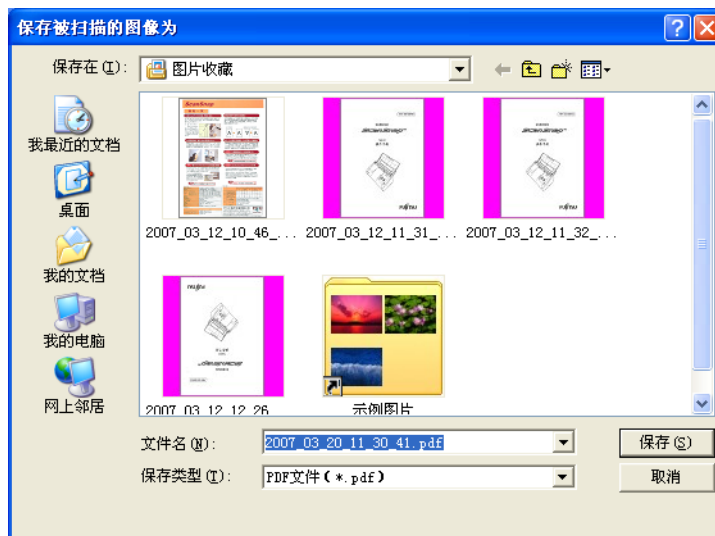 保存被扫描的图像为
保存在(I):
图片收藏
我最近的文档
桌面
我的文档
我的电脑
网上邻居
ScanSnap
2007_03_12_10_46_...
2007_03_12_11_31_...
2007_03_12_11_32_...
FUJITSU
FUJITSU
2007_03_12_12_26
示例图片
文件名(N):
2007_03_20_11_30_41.pdf
保存(S)
保存类型(T):
PDF文件(*.pdf)
取消